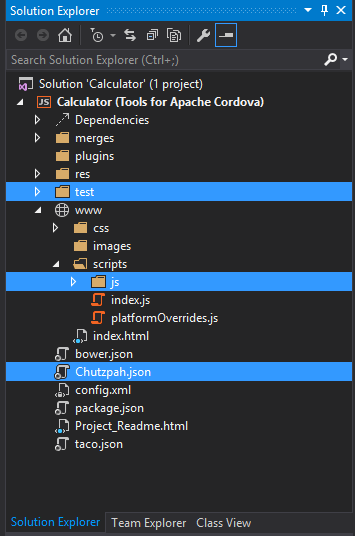 Solution Explorer
Search Solution Explorer (Ctrl+;)
Solution 'Calculator' (1 project)
JS Calculator (Tools for Apache Cordova)
Dependencies
merges
plugins
res
test
www
css
images
scripts
js
index.js
platformOverrides.js
index.html
bower.json
Chutzpah.json
config.xml
package.json
Project_Readme.html
taco.json
Solution Explorer Team Explorer Class View